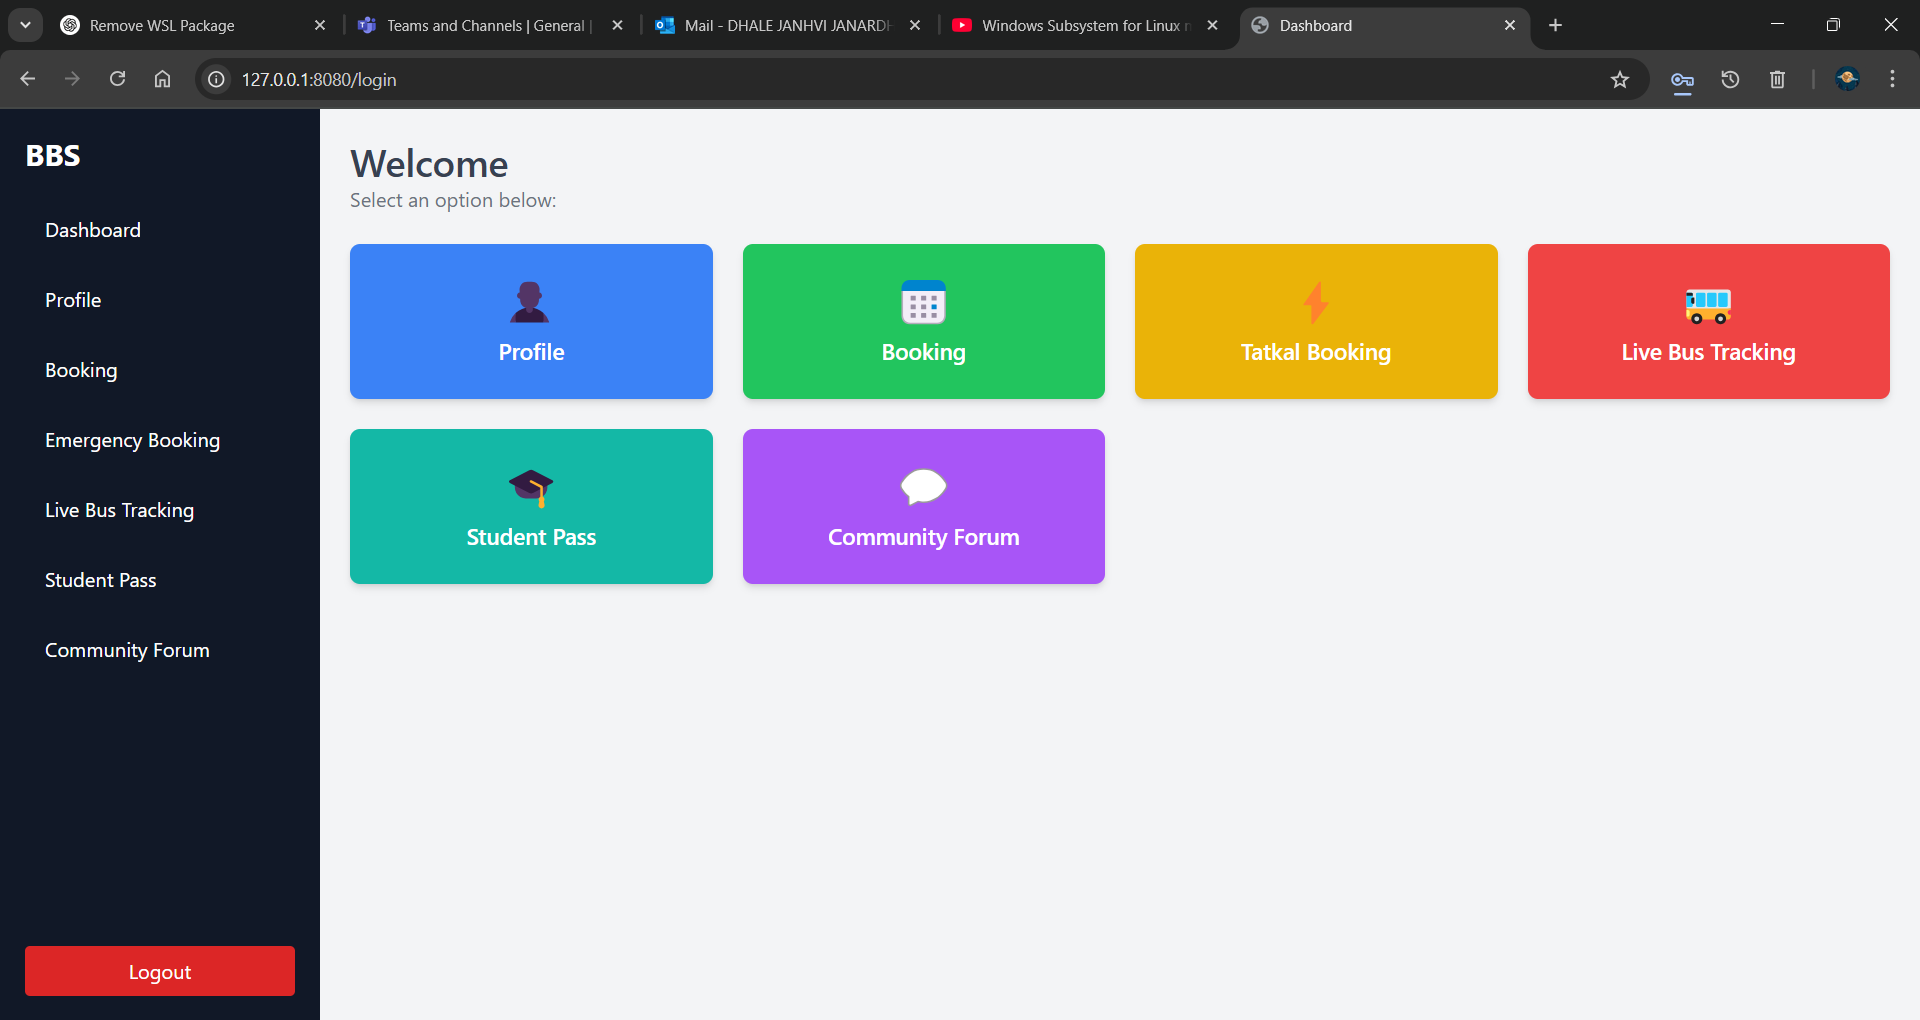 Remove WSL Package
Teams and Channels | General |
Mail - DHALE JANHVI JANARDH
Windows Subsystem for Linux n
Dashboard
127.0.0.1:8080/login
BBS
Dashboard
Profile
Booking
Emergency Booking
Live Bus Tracking
Student Pass
Community Forum
Logout
Welcome
Select an option below:
Profile
Booking
Tatkal Booking
Live Bus Tracking
Student Pass
Community Forum